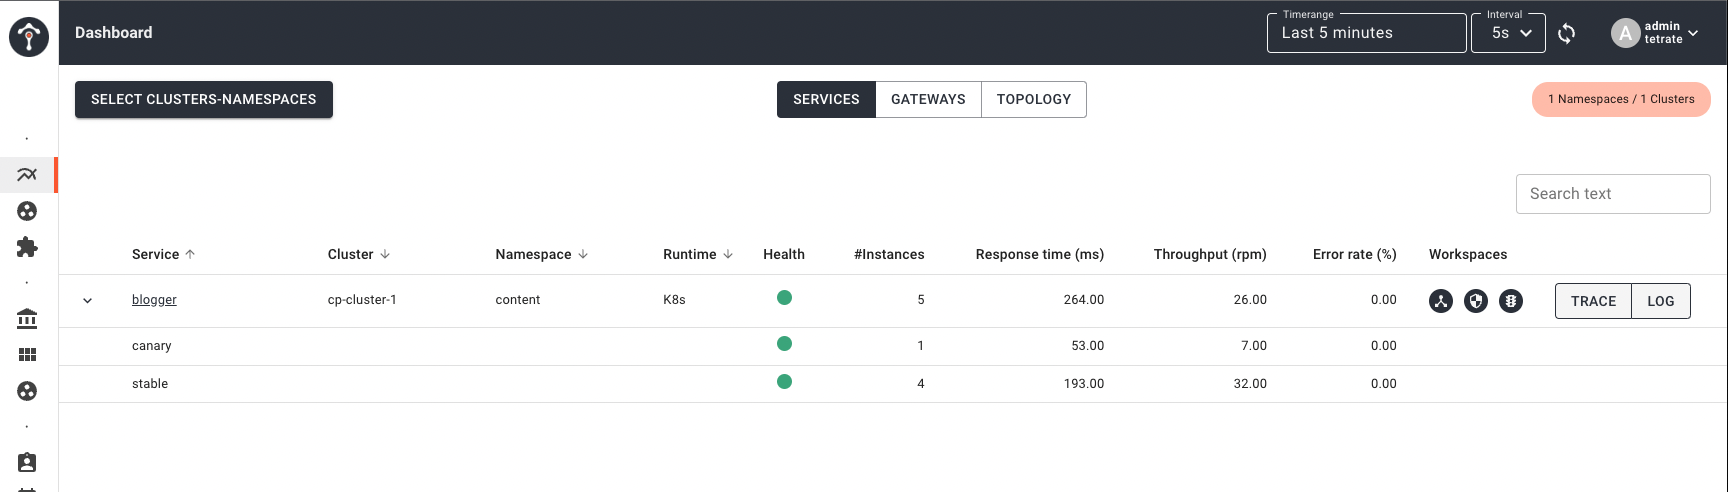 Dashboard
Timerange
Last 5 minutes
Interval
5s
A
admin
tetrate
SELECT CLUSTERS-NAMESPACES
SERVICES GATEWAYS TOPOLOGY
1 Namespaces / 1 Clusters
Search text
Service Cluster Namespace Runtime Health #Instances Response time (ms) Throughput (rpm) Error rate (%) Workspaces
blogger cp-cluster-1 content K8s 5 264.00 26.00 0.00 TRACE LOG
canary 1 53.00 7.00 0.00
stable 4 193.00 32.00 0.00